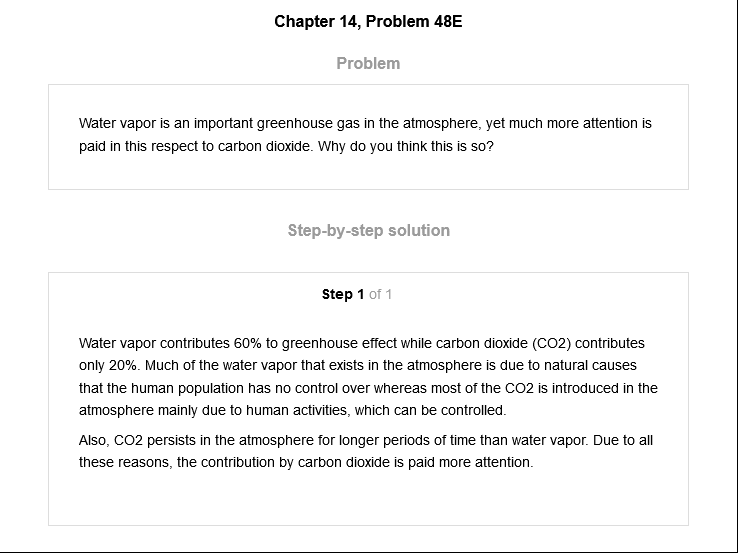 Chapter 14, Problem 48E
Problem
Water vapor is an important greenhouse gas in the atmosphere, yet much more attention is
paid in this respect to carbon dioxide. Why do you think this is so?
Step-by-step solution
Step 1 of 1
Water vapor contributes 60% to greenhouse effect while carbon dioxide (CO2) contributes
only 20%. Much of the water vapor that exists in the atmosphere is due to natural causes
that the human population has no control over whereas most of the CO2 is introduced in the
atmosphere mainly due to human activities, which can be controlled.
Also, CO2 persists in the atmosphere for longer periods of time than water vapor. Due to all
these reasons, the contribution by carbon dioxide is paid more attention.